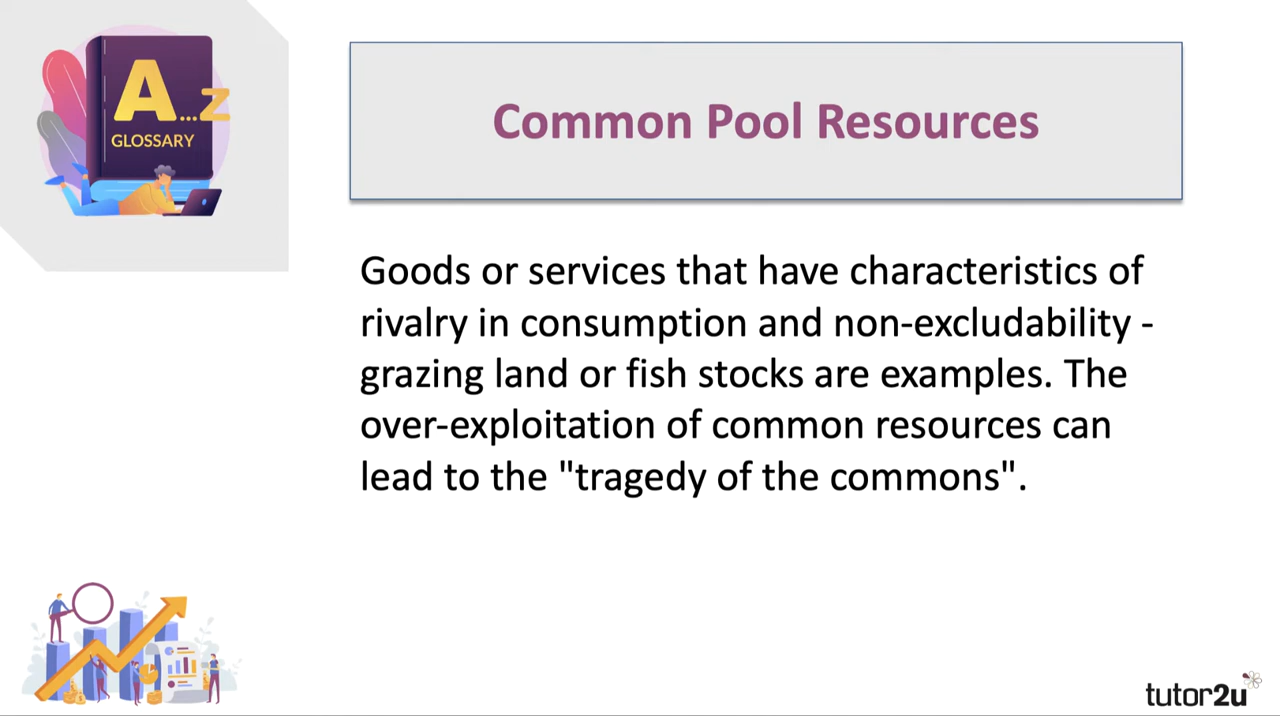 A...Z
GLOSSARY
Common Pool Resources
Goods or services that have characteristics of
rivalry in consumption and non-excludability -
grazing land or fish stocks are examples. The
over-exploitation of common resources can
lead to the "tragedy of the commons".
tutor2u